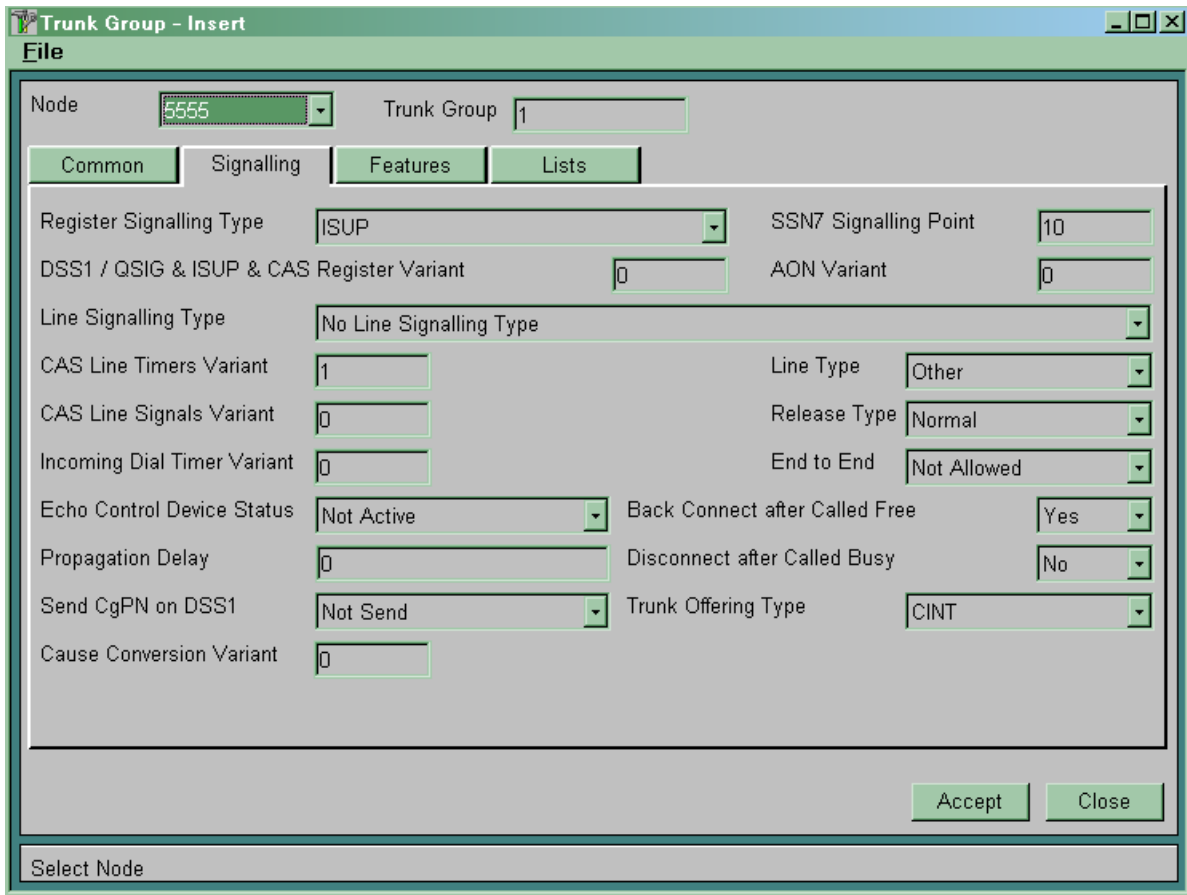 Trunk Group - Insert
File
Node 5555 Trunk Group 1
Common Signalling Features Lists
Register Signalling Type ISUP SSN7 Signalling Point 10
DSS1 / QSIG & ISUP & CAS Register Variant 0 AON Variant 0
Line Signalling Type No Line Signalling Type
CAS Line Timers Variant 1 Line Type Other
CAS Line Signals Variant 0 Release Type Normal
Incoming Dial Timer Variant 0 End to End Not Allowed
Echo Control Device Status Not Active Back Connect after Called Free Yes
Propagation Delay 0 Disconnect after Called Busy No
Send CgPN on DSS1 Not Send Trunk Offering Type CINT
Cause Conversion Variant 0
Accept Close
Select Node